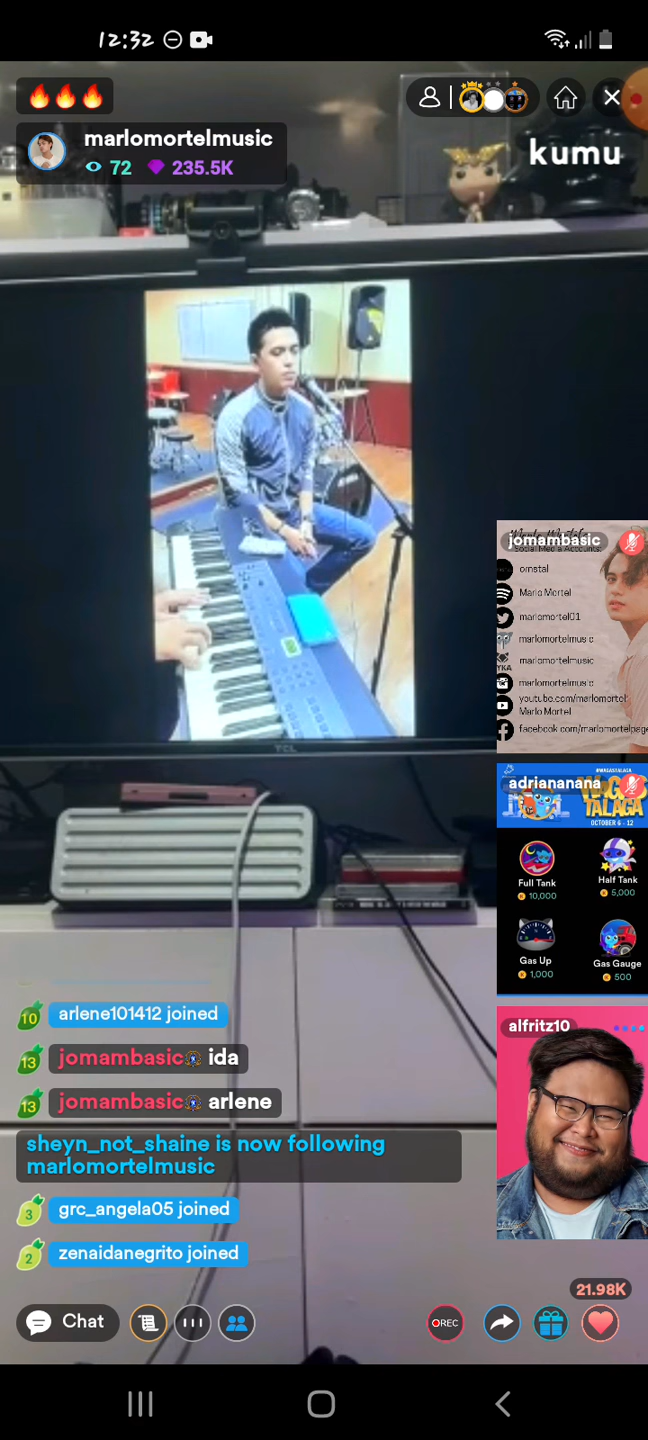 12:32
marlomortelmusic
72 235.5K
kumu
TCL
jomambasic
Social Media Accounts:
ornstal
Marlo Mortel
marlomortel01
marlomortelmusic
marlomortelmusic
marlomortelmusic
youtube.com/marlomortel
Marlo Mortel
facebook.com/marlomortelpage
adriananana
#WAGASTALAGA
TALAGA
OCTOBER 6 - 12
Full Tank
10,000
Half Tank
5,000
Gas Up
1,000
Gas Gauge
500
alfritz10
10 arlene101412 joined
13 jomambasic ida
13 jomambasic arlene
sheyn_not_shaine is now following
marlomortelmusic
3 grc_angela05 joined
2 zenaidanegrito joined
21.98K
Chat
REC